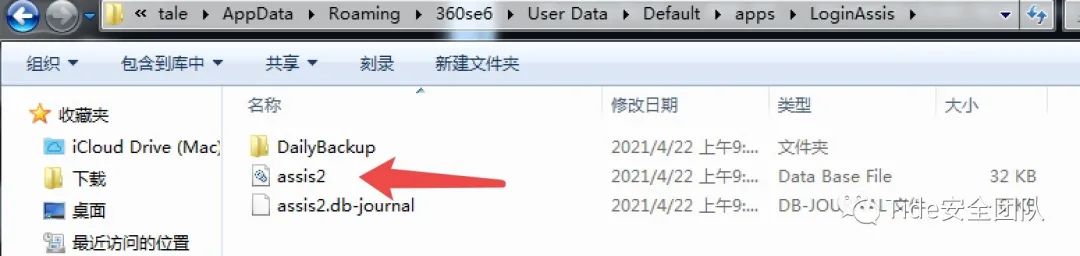 « tale ▸ AppData ▸ Roaming ▸ 360se6 ▸ User Data ▸ Default ▸ apps ▸ LoginAssis ▸
组织 ▼ 包含到库中 ▼ 共享 ▼ 刻录 新建文件夹
收藏夹 名称 修改日期 类型 大小
iCloud Drive (Mac) DailyBackup 2021/4/22 上午9:... 文件夹
下载 assis2 2021/4/22 上午9:... Data Base File 32 KB
桌面 assis2.db-journal 2021/4/22 上午9:... DB-JOU KB
最近访问的位置
Tide安全团队